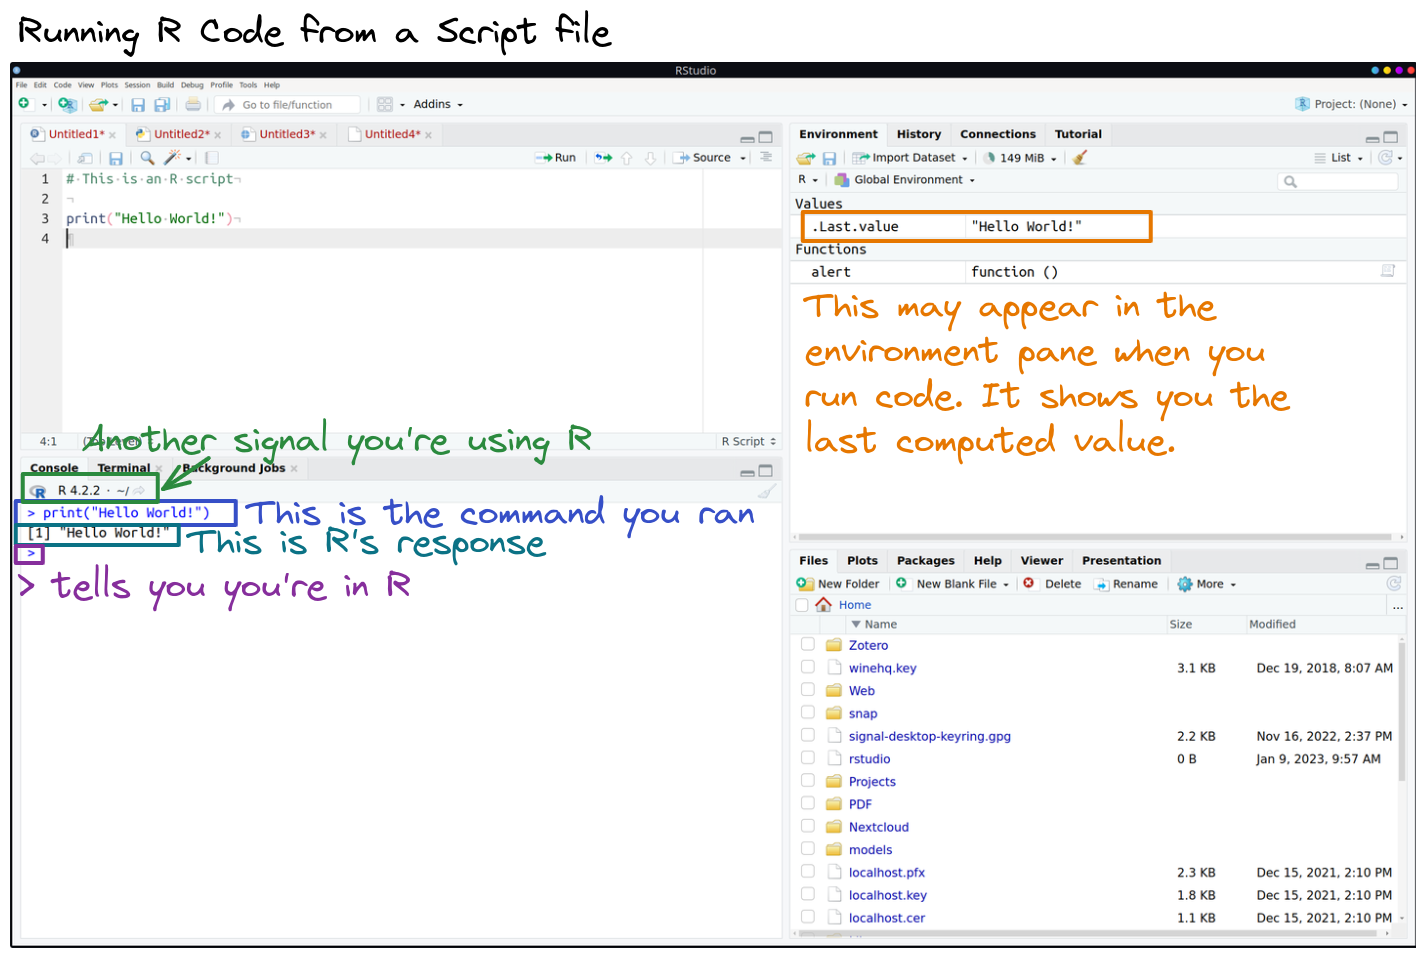 Running R Code from a Script file
RStudio
File Edit Code View Plots Session Build Debug Profile Tools Help
Go to file/function Addins Project: (None)
Untitled1* Untitled2* Untitled3* Untitled4*
Run Source
1 # This is an R script
2
3 print("Hello World!")
4
4:1 (Top Level) R Script
Another signal you're using R
Console Terminal Background Jobs
R 4.2.2 · ~/
> print("Hello World!")
This is the command you ran
[1] "Hello World!"
This is R's response
>
> tells you you're in R
Environment History Connections Tutorial
Import Dataset 149 MiB List
R Global Environment
Values
.Last.value "Hello World!"
Functions
alert function ()
This may appear in the
environment pane when you
run code. It shows you the
last computed value.
Files Plots Packages Help Viewer Presentation
New Folder New Blank File Delete Rename More
Home ...
Name Size Modified
Zotero
winehq.key 3.1 KB Dec 19, 2018, 8:07 AM
Web
snap
signal-desktop-keyring.gpg 2.2 KB Nov 16, 2022, 2:37 PM
rstudio 0 B Jan 9, 2023, 9:57 AM
Projects
PDF
Nextcloud
models
localhost.pfx 2.3 KB Dec 15, 2021, 2:10 PM
localhost.key 1.8 KB Dec 15, 2021, 2:10 PM
localhost.cer 1.1 KB Dec 15, 2021, 2:10 PM